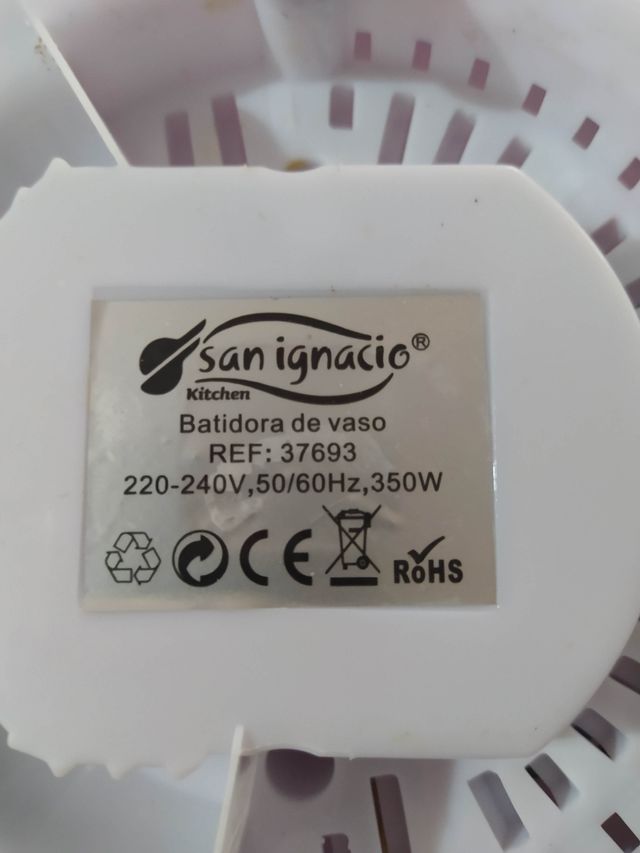 san ignacio®
Kitchen
Batidora de vaso
REF: 37693
220-240V,50/60Hz,350W
CE
RoHS